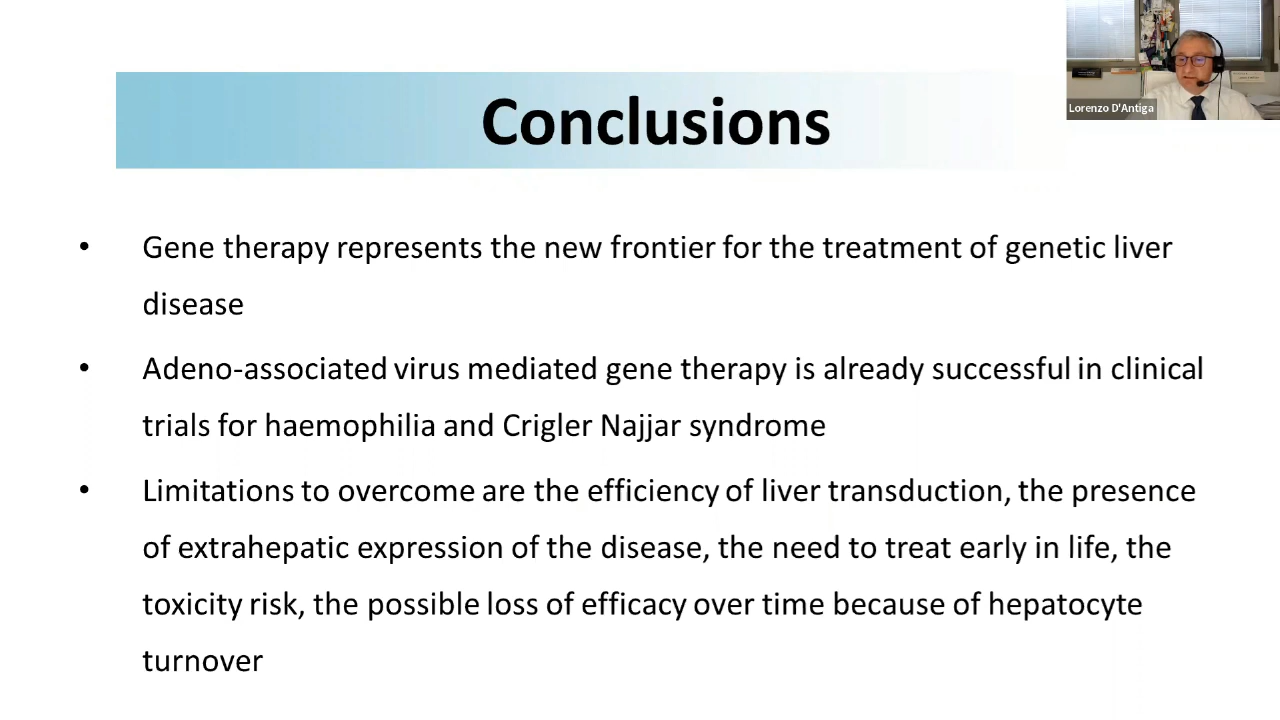 Conclusions
Lorenzo D'Antiga
• Gene therapy represents the new frontier for the treatment of genetic liver
disease
• Adeno-associated virus mediated gene therapy is already successful in clinical
trials for haemophilia and Crigler Najjar syndrome
• Limitations to overcome are the efficiency of liver transduction, the presence
of extrahepatic expression of the disease, the need to treat early in life, the
toxicity risk, the possible loss of efficacy over time because of hepatocyte
turnover